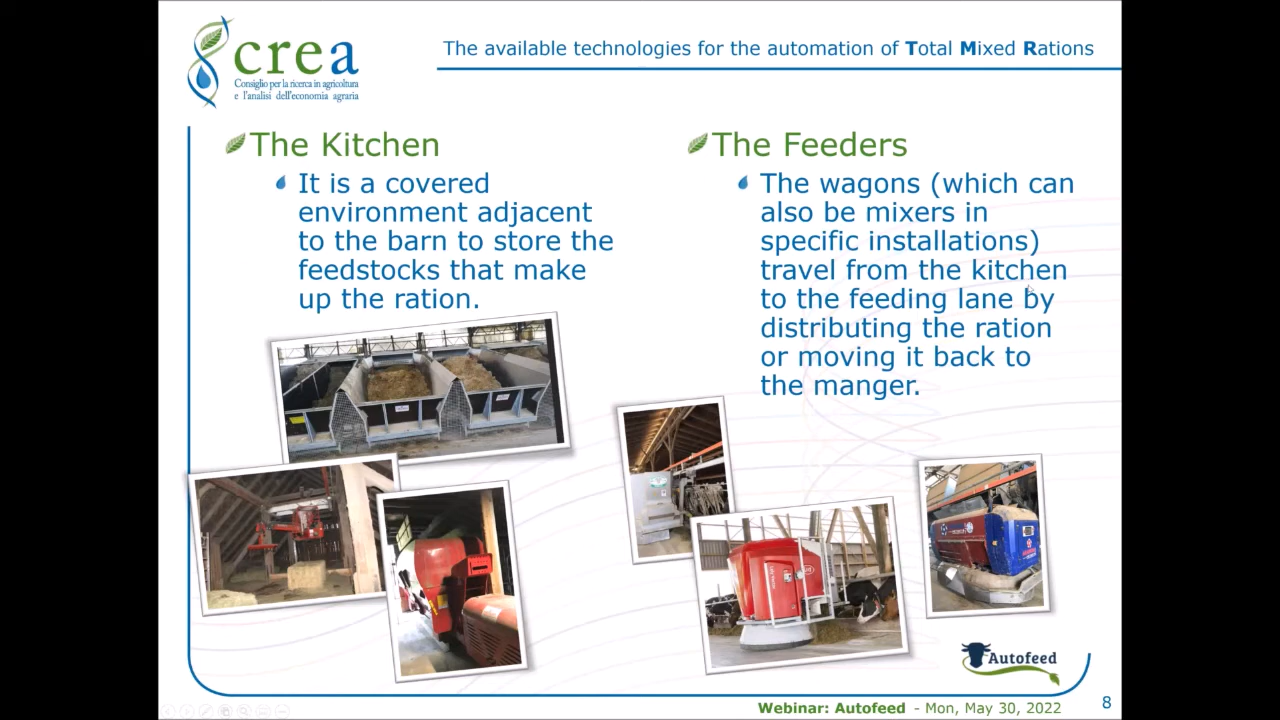 crea
Consiglio per la ricerca in agricoltura
e l'analisi dell'economia agraria
The available technologies for the automation of Total Mixed Rations
The Kitchen
It is a covered
environment adjacent
to the barn to store the
feedstocks that make
up the ration.
The Feeders
The wagons (which can
also be mixers in
specific installations)
travel from the kitchen
to the feeding lane by
distributing the ration
or moving it back to
the manger.
Autofeed
Webinar: Autofeed - Mon, May 30, 2022
8